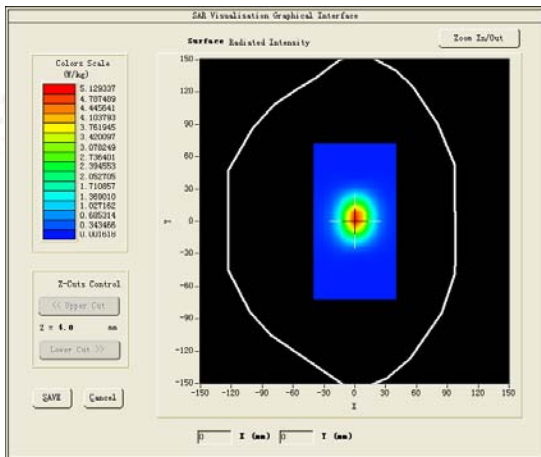 SAR Visualisation Graphical Interface
Surface Radiated Intensity
Zoom In/Out
Colors Scale
(W/kg)
5.129337
4.787489
4.445641
4.103793
3.761945
3.420097
3.078249
2.736401
2.394553
2.052705
1.710857
1.369010
1.027162
0.685314
0.343466
0.001618
Z-Cuts Control
<< Upper Cut
Z = 4.0 mm
Lower Cut >>
SAVE
Cancel
150
120
90
60
30
0
-30
-60
-90
-120
-150
Y
-150 -120 -90 -60 -30 0 30 60 90 120 150
X
0 X (mm) 0 Y (mm)